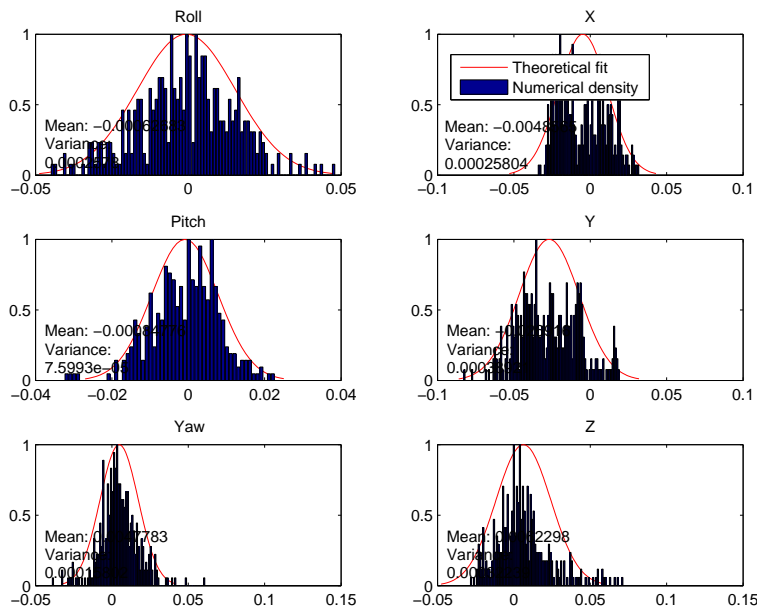 Roll
1
0.5
0
Mean:
Variance:
−0.05 0 0.05
X
Theoretical fit
Numerical density
1
0.5
0
Mean:
Variance:
0.00025804
−0.1 −0.05 0 0.05 0.1
Pitch
1
0.5
0
Mean:
Variance:
−0.04 −0.02 0 0.02 0.04
Y
1
0.5
0
Mean:
Variance:
−0.1 −0.05 0 0.05 0.1
Yaw
1
0.5
0
Mean:
−0.05 0 0.05 0.1 0.15
Z
1
0.5
0
Mean:
−0.05 0 0.05 0.1 0.15